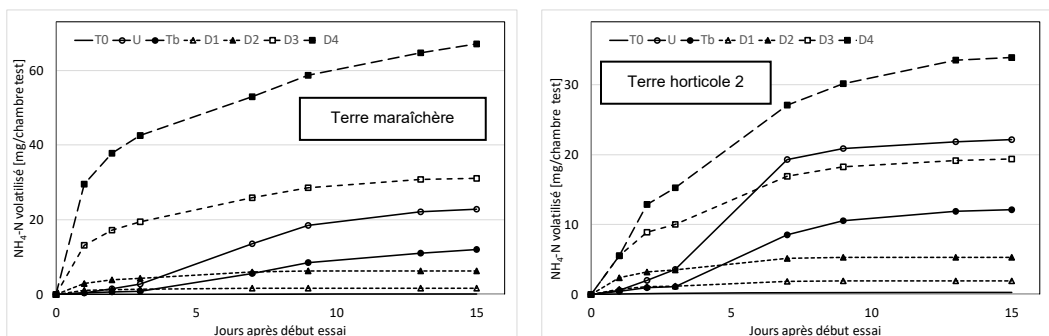 T0 U Tb D1 D2 D3 D4
60
40
20
0
NH₄-N volatilisé [mg/chambre test]
Terre maraîchère
0 5 10 15
Jours après début essai
T0 U Tb D1 D2 D3 D4
30
20
10
0
NH₄-N volatilisé [mg/chambre test]
Terre horticole 2
0 5 10 15
Jours après début essai